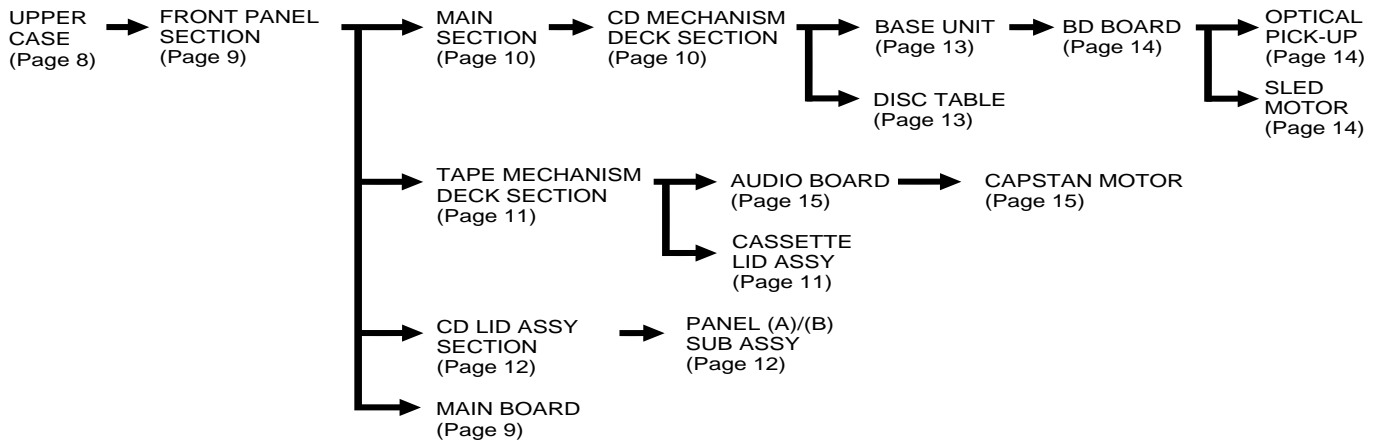 UPPER
CASE
(Page 8)
FRONT PANEL
SECTION
(Page 9)
MAIN
SECTION
(Page 10)
CD MECHANISM
DECK SECTION
(Page 10)
BASE UNIT
(Page 13)
BD BOARD
(Page 14)
OPTICAL
PICK-UP
(Page 14)
SLED
MOTOR
(Page 14)
DISC TABLE
(Page 13)
TAPE MECHANISM
DECK SECTION
(Page 11)
AUDIO BOARD
(Page 15)
CAPSTAN MOTOR
(Page 15)
CASSETTE
LID ASSY
(Page 11)
CD LID ASSY
SECTION
(Page 12)
PANEL (A)/(B)
SUB ASSY
(Page 12)
MAIN BOARD
(Page 9)